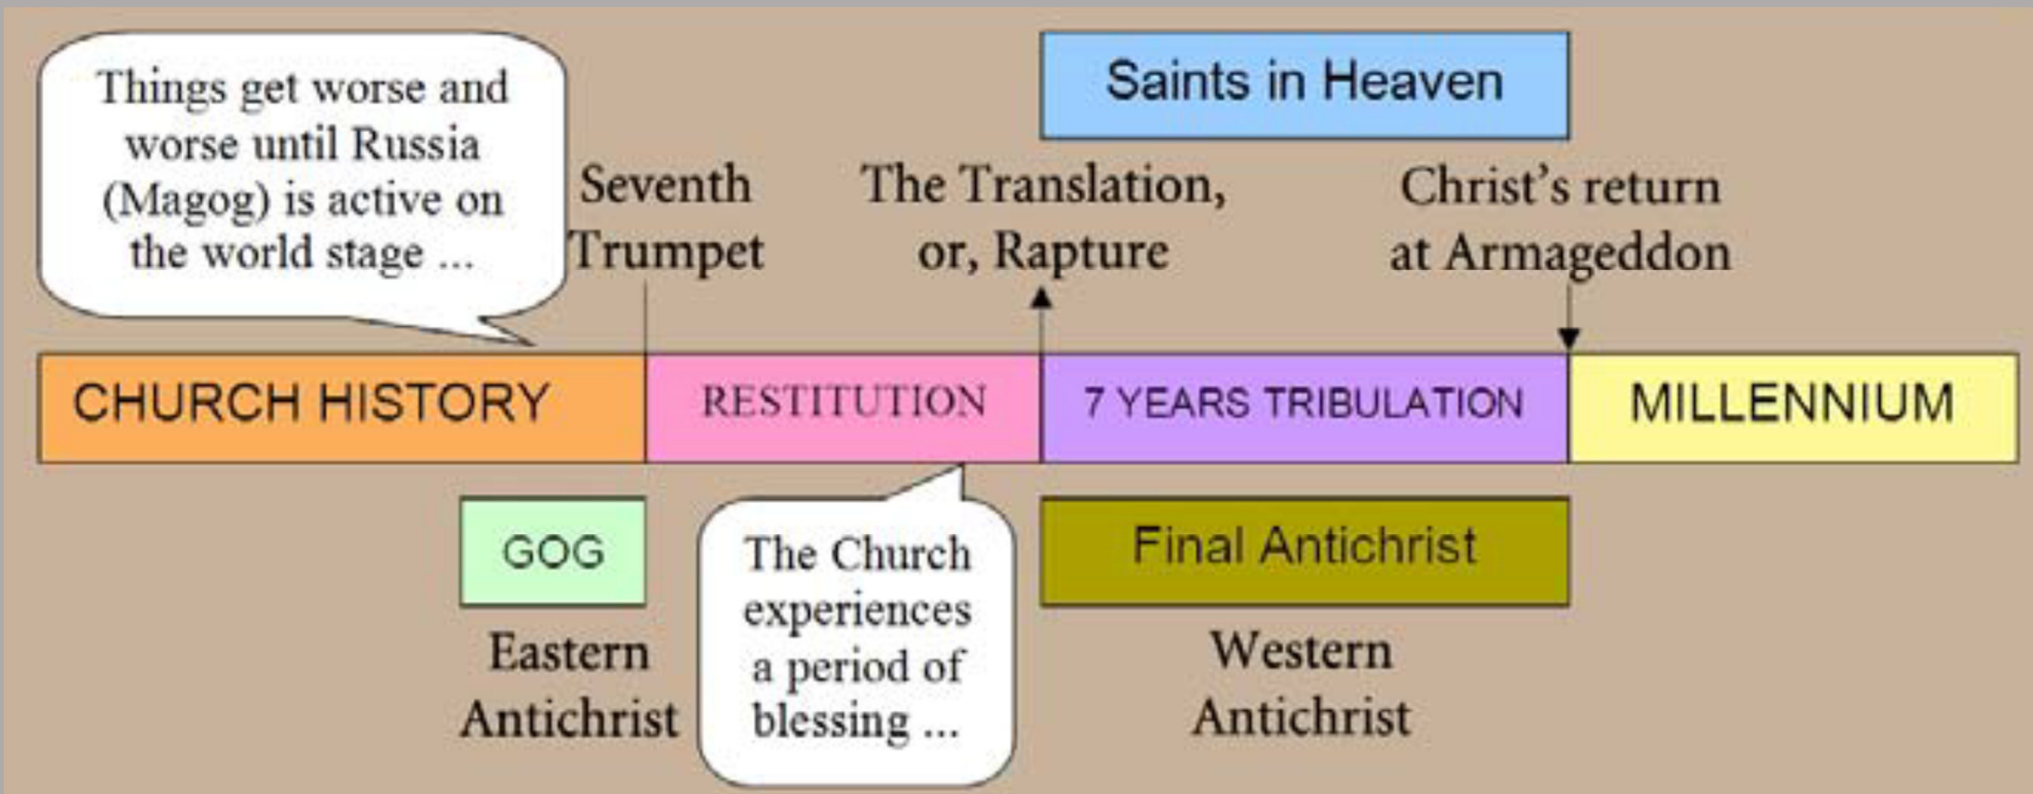 Things get worse and
worse until Russia
(Magog) is active on
the world stage ...
Saints in Heaven
Seventh
Trumpet
The Translation,
or, Rapture
Christ’s return
at Armageddon
CHURCH HISTORY
RESTITUTION
7 YEARS TRIBULATION
MILLENNIUM
GOG
Eastern
Antichrist
The Church
experiences
a period of
blessing ...
Final Antichrist
Western
Antichrist